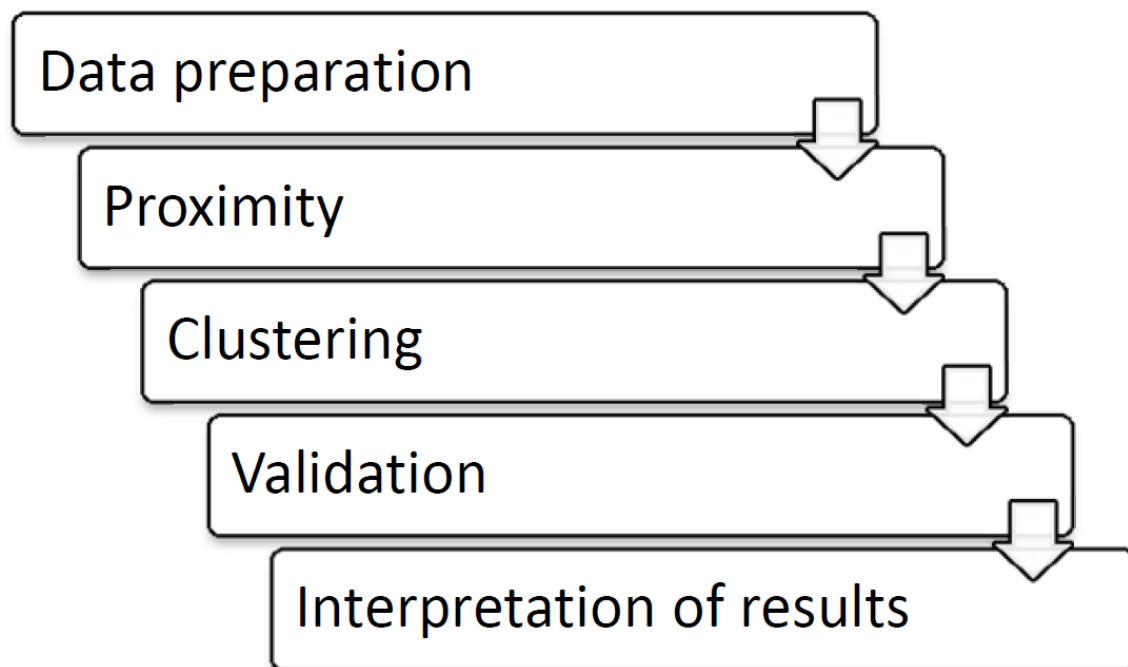 Data preparation
Proximity
Clustering
Validation
Interpretation of results